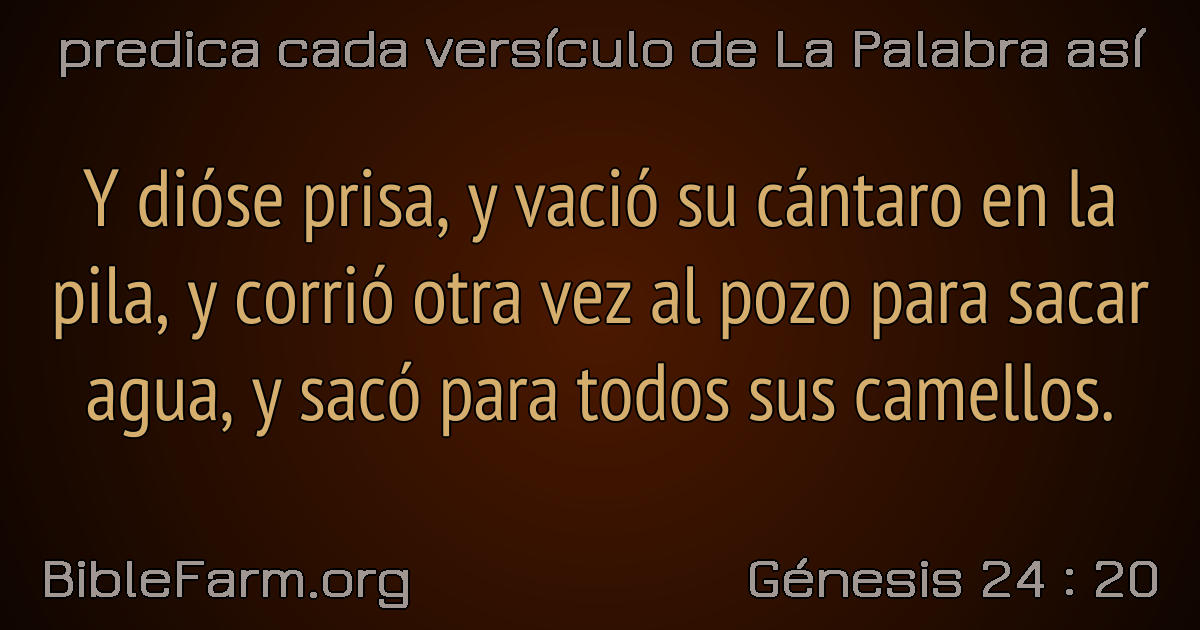 predica cada versículo de La Palabra así
Y dióse prisa, y vació su cántaro en la
pila, y corrió otra vez al pozo para sacar
agua, y sacó para todos sus camellos.
BibleFarm.org
Génesis 24 : 20